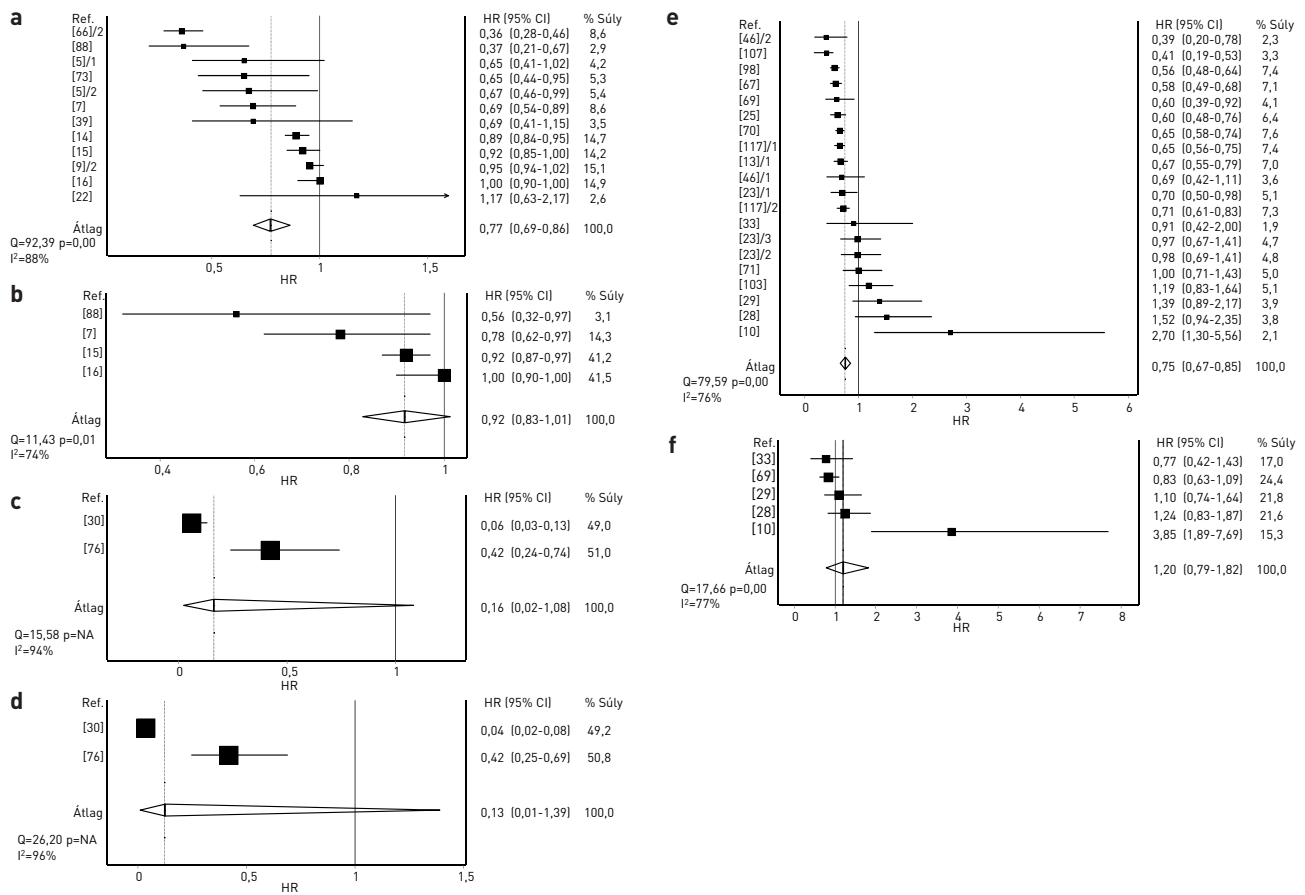 a
Ref. HR (95% CI) % Súly
[66]/2 0,36 (0,28-0,46) 8,6
[88] 0,37 (0,21-0,67) 2,9
[5]/1 0,65 (0,41-1,02) 4,2
[73] 0,65 (0,44-0,95) 5,3
[5]/2 0,67 (0,46-0,99) 5,4
[7] 0,69 (0,54-0,89) 8,6
[39] 0,69 (0,41-1,15) 3,5
[14] 0,89 (0,84-0,95) 14,7
[15] 0,92 (0,85-1,00) 14,2
[9]/2 0,95 (0,94-1,02) 15,1
[16] 1,00 (0,90-1,00) 14,9
[22] 1,17 (0,63-2,17) 2,6
Átlag 0,77 (0,69-0,86) 100,0
Q=92,39 p=0,00
I²=88%
0,5 1 1,5
HR
b
Ref. HR (95% CI) % Súly
[88] 0,56 (0,32-0,97) 3,1
[7] 0,78 (0,62-0,97) 14,3
[15] 0,92 (0,87-0,97) 41,2
[16] 1,00 (0,90-1,00) 41,5
Átlag 0,92 (0,83-1,01) 100,0
Q=11,43 p=0,01
I²=74%
0,4 0,6 0,8 1
HR
c
Ref. HR (95% CI) % Súly
[30] 0,06 (0,03-0,13) 49,0
[76] 0,42 (0,24-0,74) 51,0
Átlag 0,16 (0,02-1,08) 100,0
Q=15,58 p=NA
I²=94%
0 0,5 1
HR
d
Ref. HR (95% CI) % Súly
[30] 0,04 (0,02-0,08) 49,2
[76] 0,42 (0,25-0,69) 50,8
Átlag 0,13 (0,01-1,39) 100,0
Q=26,20 p=NA
I²=96%
0 0,5 1 1,5
HR
e
Ref. HR (95% CI) % Súly
[46]/2 0,39 (0,20-0,78) 2,3
[107] 0,41 (0,19-0,53) 3,3
[98] 0,56 (0,48-0,64) 7,4
[67] 0,58 (0,49-0,68) 7,1
[69] 0,60 (0,39-0,92) 4,1
[25] 0,60 (0,48-0,76) 6,4
[70] 0,65 (0,58-0,74) 7,6
[117]/1 0,65 (0,56-0,75) 7,4
[13]/1 0,67 (0,55-0,79) 7,0
[46]/1 0,69 (0,42-1,11) 3,6
[23]/1 0,70 (0,50-0,98) 5,1
[117]/2 0,71 (0,61-0,83) 7,3
[33] 0,91 (0,42-2,00) 1,9
[23]/3 0,97 (0,67-1,41) 4,7
[23]/2 0,98 (0,69-1,41) 4,8
[71] 1,00 (0,71-1,43) 5,0
[103] 1,19 (0,83-1,64) 5,1
[29] 1,39 (0,89-2,17) 3,9
[28] 1,52 (0,94-2,35) 3,8
[10] 2,70 (1,30-5,56) 2,1
Átlag 0,75 (0,67-0,85) 100,0
Q=79,59 p=0,00
I²=76%
0 1 2 3 4 5 6
HR
f
Ref. HR (95% CI) % Súly
[33] 0,77 (0,42-1,43) 17,0
[69] 0,83 (0,63-1,09) 24,4
[29] 1,10 (0,74-1,64) 21,8
[28] 1,24 (0,83-1,87) 21,6
[10] 3,85 (1,89-7,69) 15,3
Átlag 1,20 (0,79-1,82) 100,0
Q=17,66 p=0,00
I²=77%
0 1 2 3 4 5 6 7 8
HR